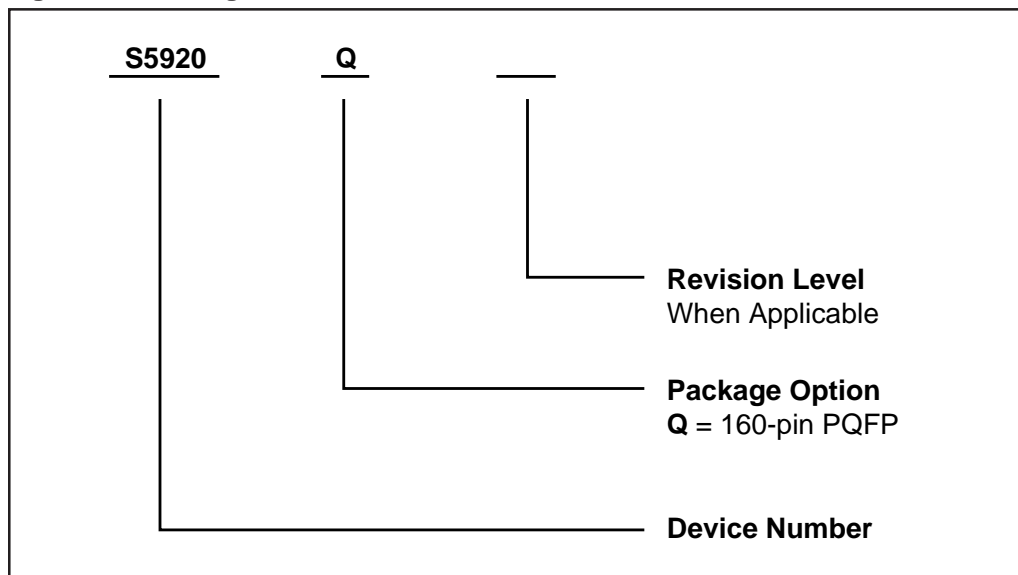 S5920 Q
Revision Level
When Applicable
Package Option
Q = 160-pin PQFP
Device Number